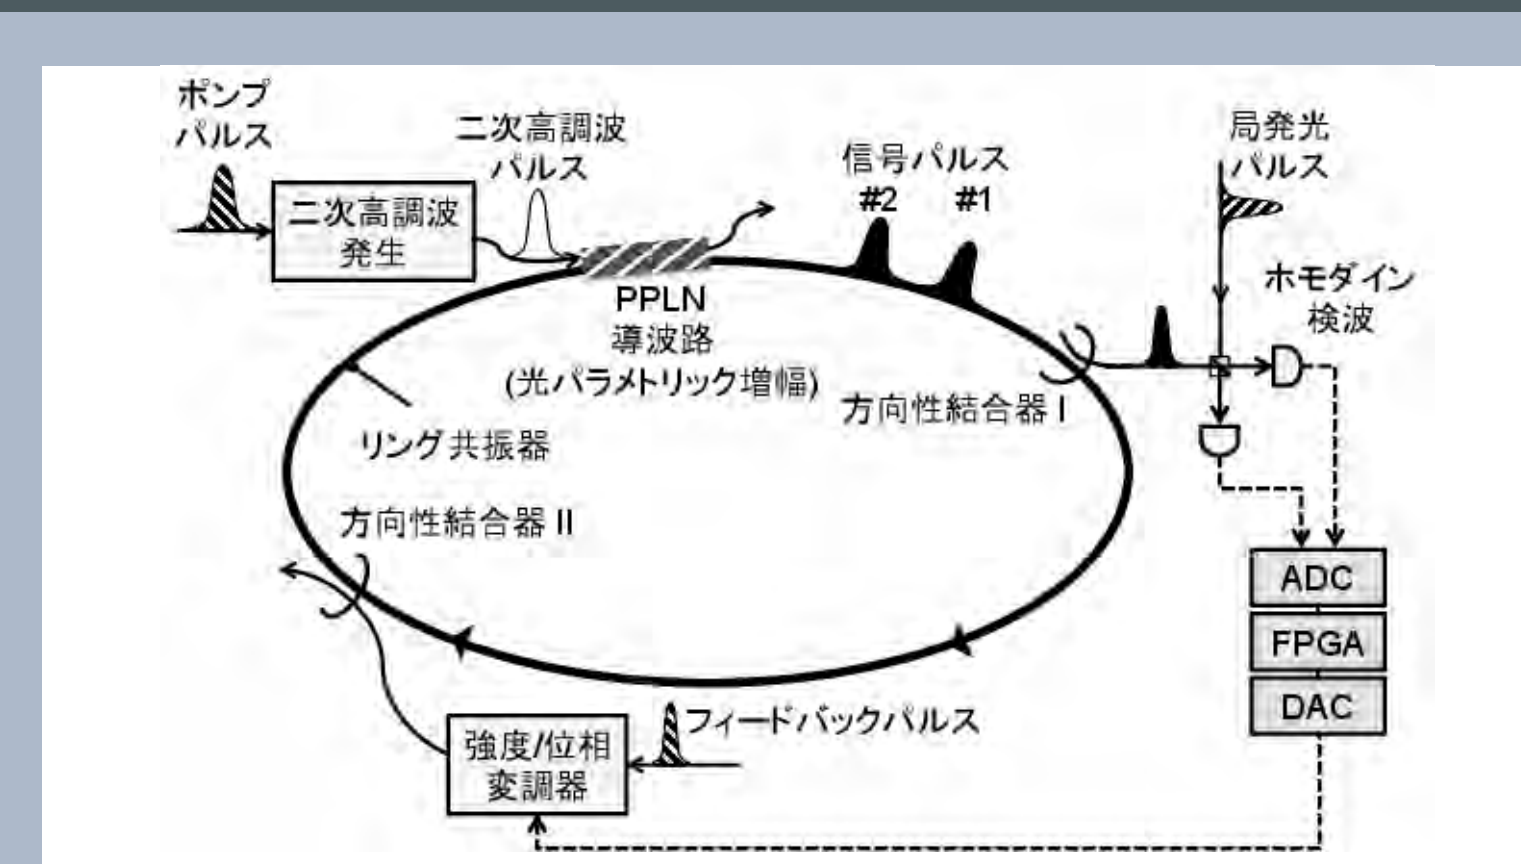 ポンプ
パルス
二次高調波
発生
二次高調波
パルス
信号パルス
#2 #1
局発光
パルス
PPLN
導波路
(光パラメトリック増幅)
ホモダイン
検波
方向性結合器 I
リング共振器
方向性結合器 II
ADC
FPGA
DAC
強度/位相
変調器
フィードバックパルス